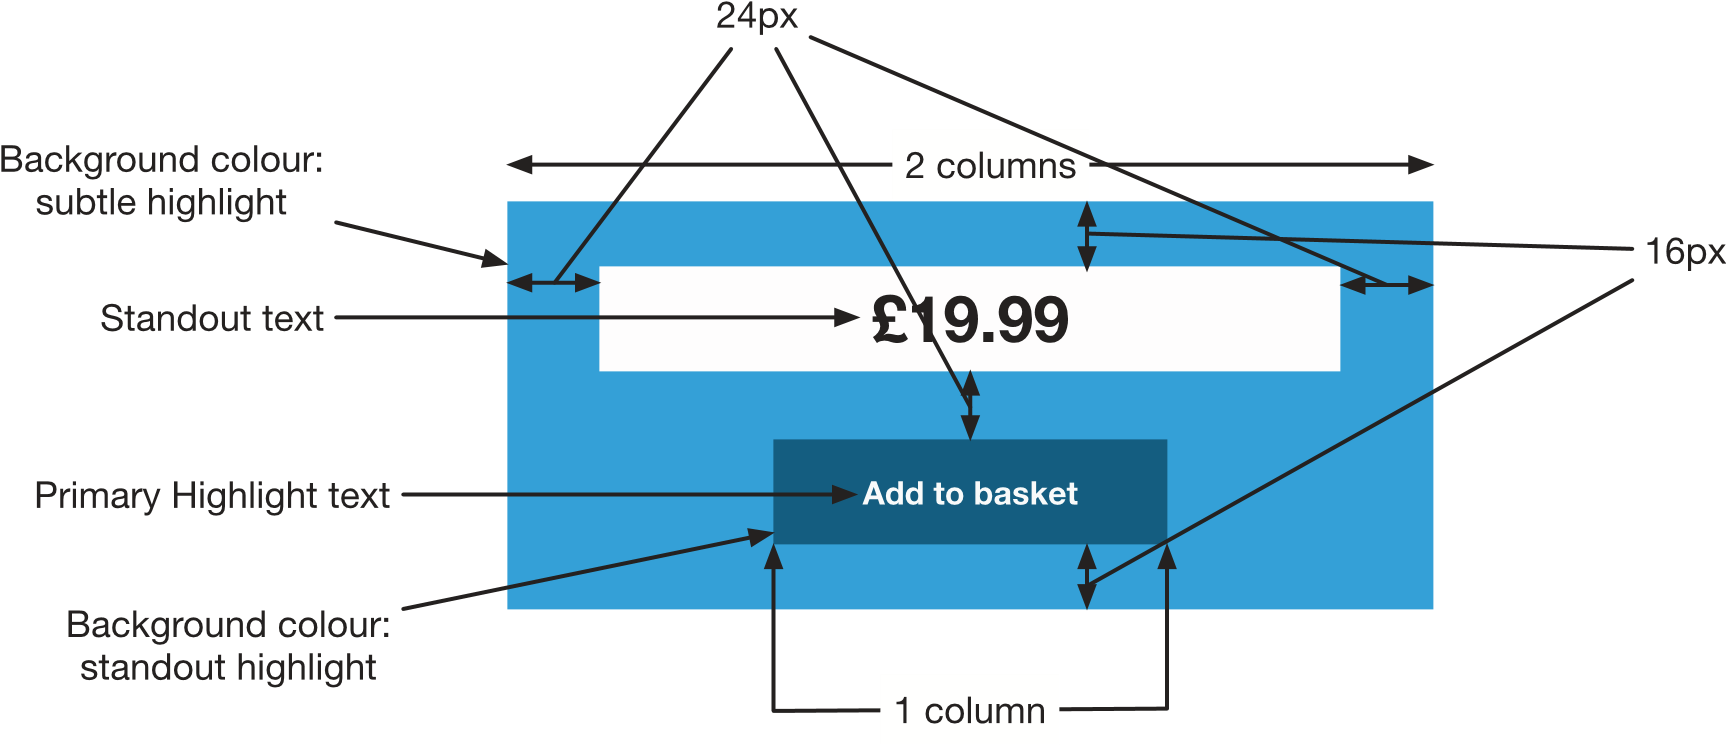 24px
Background colour:
subtle highlight
2 columns
16px
Standout text
£19.99
Primary Highlight text
Add to basket
Background colour:
standout highlight
1 column